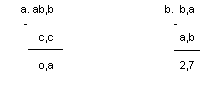 a. ab,b
-
c,c
o,a
b. b,a
-
a,b
2,7